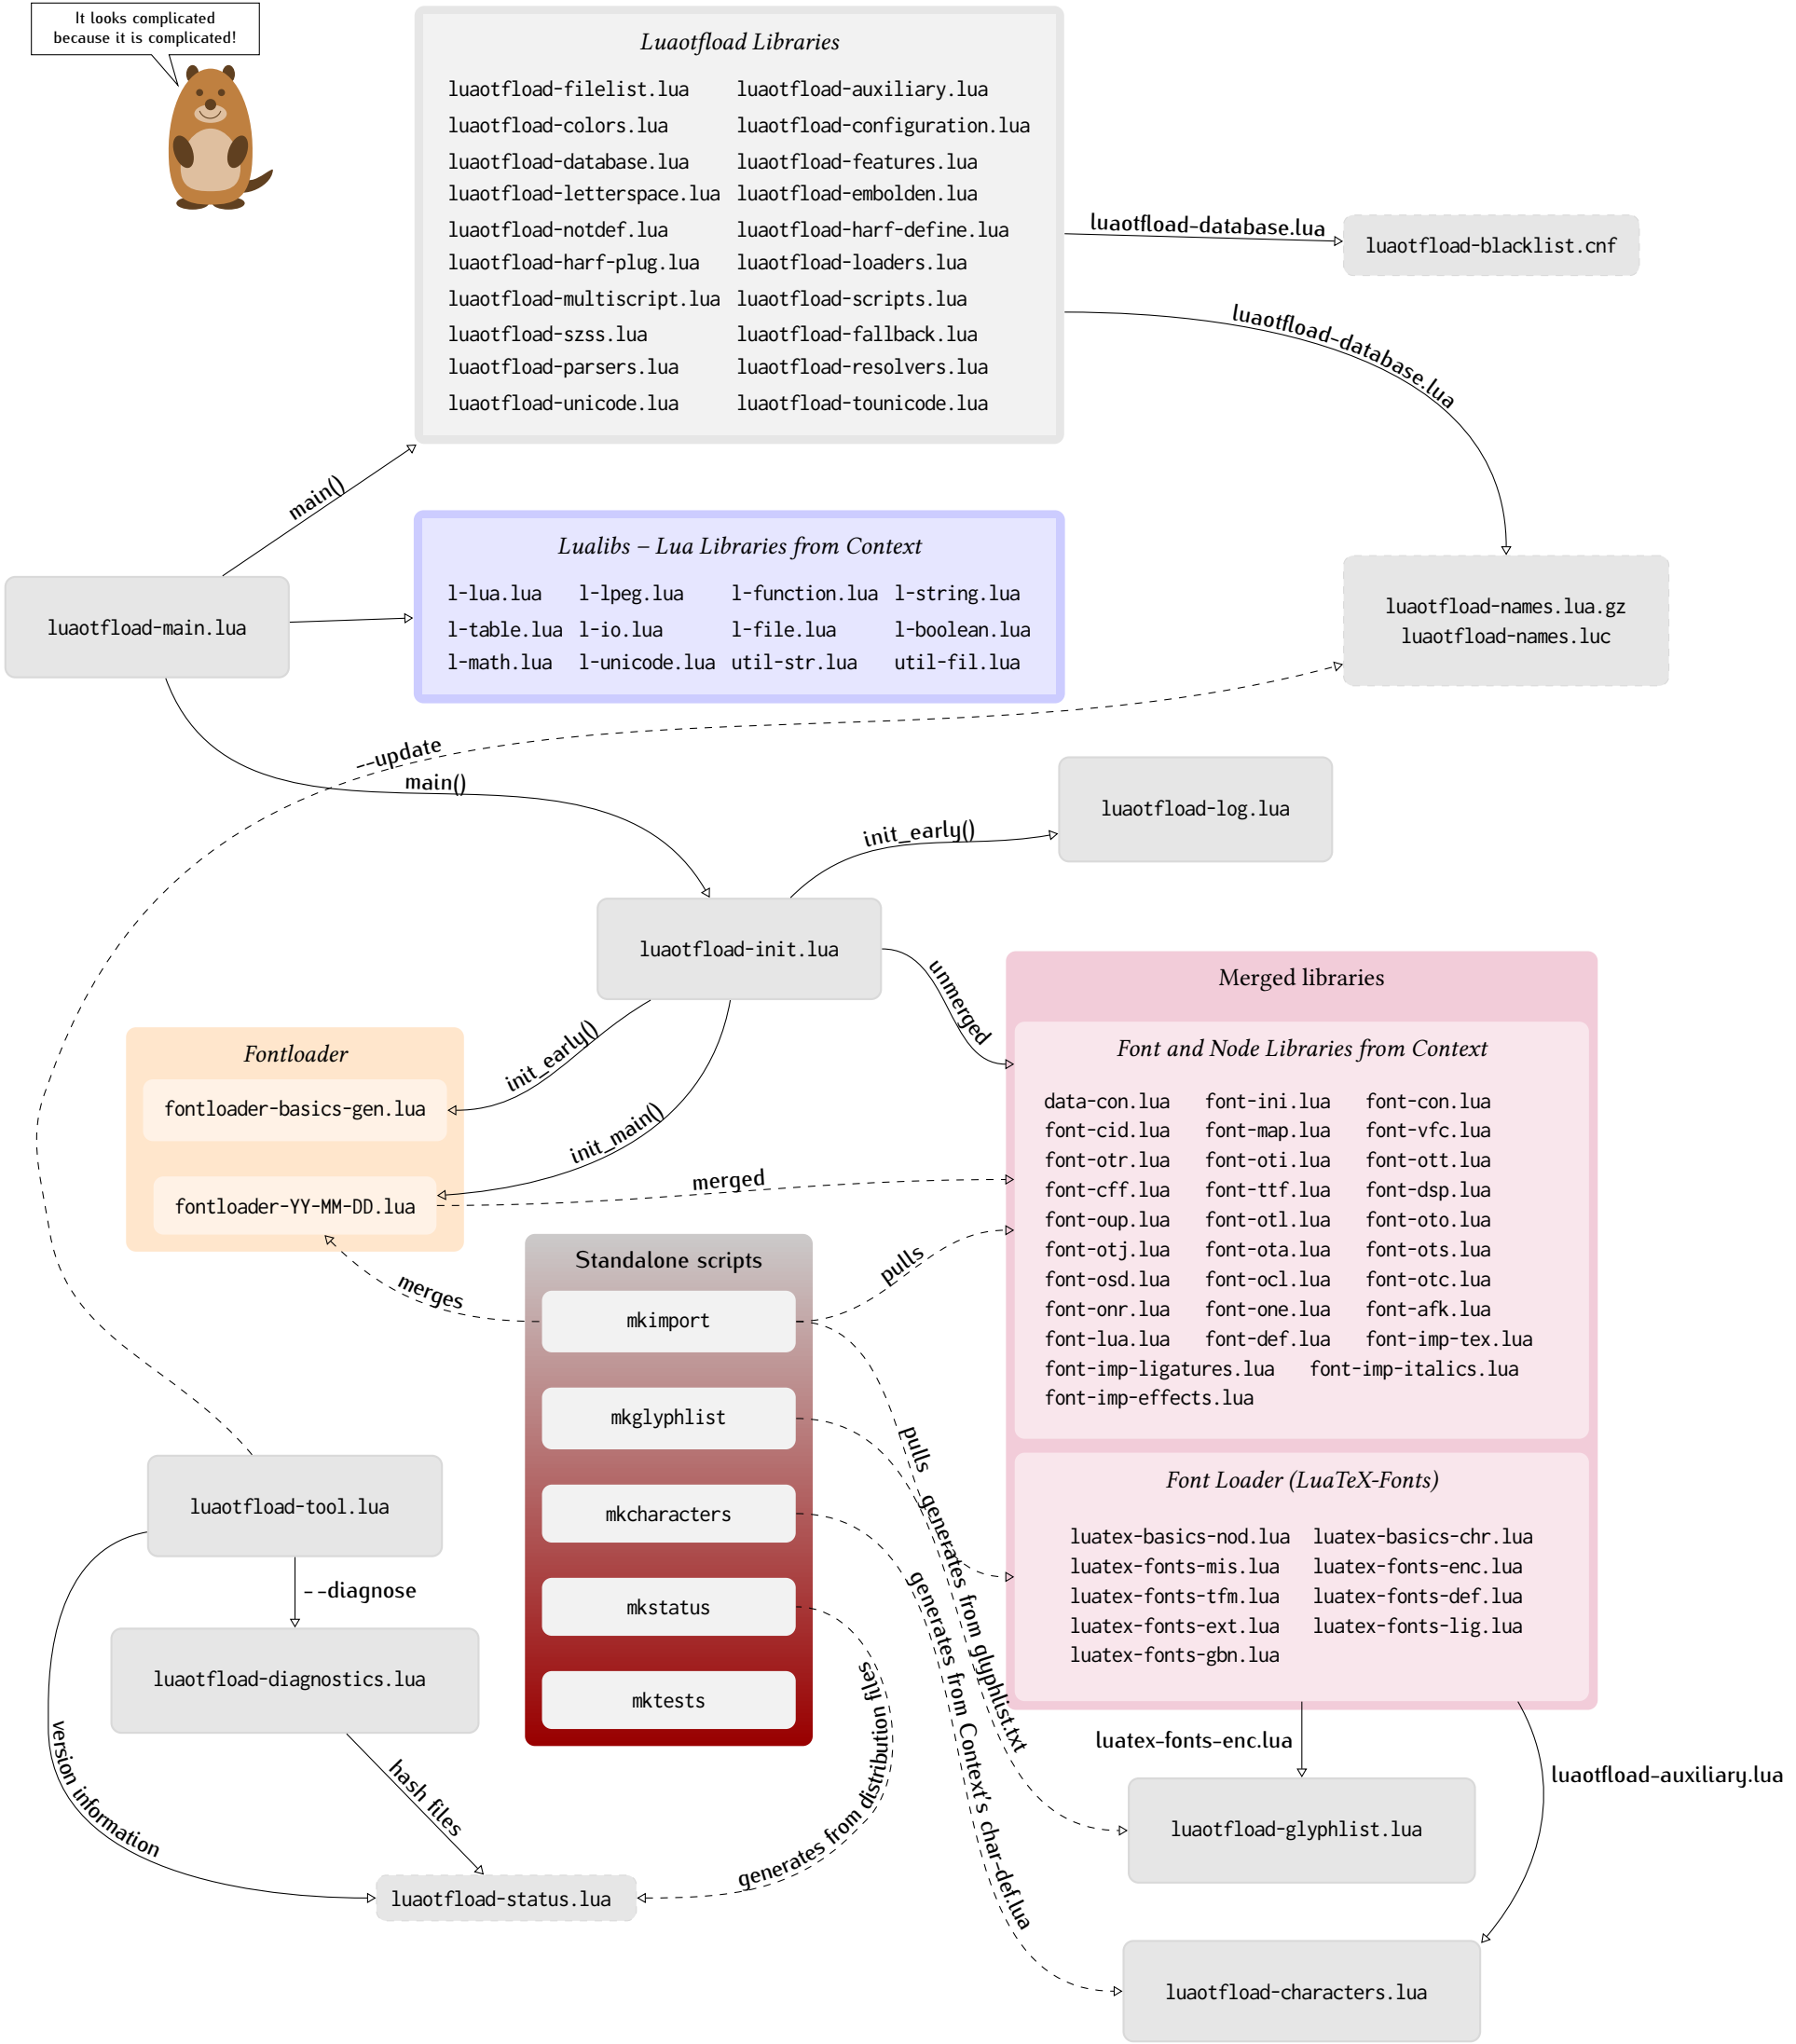 It looks complicated
because it is complicated!
Luaotfload Libraries
luaotfload-filelist.lua luaotfload-auxiliary.lua
luaotfload-colors.lua luaotfload-configuration.lua
luaotfload-database.lua luaotfload-features.lua
luaotfload-letterspace.lua luaotfload-embolden.lua
luaotfload-notdef.lua luaotfload-harf-define.lua
luaotfload-harf-plug.lua luaotfload-loaders.lua
luaotfload-multiscript.lua luaotfload-scripts.lua
luaotfload-szss.lua luaotfload-fallback.lua
luaotfload-parsers.lua luaotfload-resolvers.lua
luaotfload-unicode.lua luaotfload-tounicode.lua
luaotfload-database.lua
luaotfload-blacklist.cnf
luaotfload-database.lua
main()
Lualibs – Lua Libraries from Context
l-lua.lua l-lpeg.lua l-function.lua l-string.lua
l-table.lua l-io.lua l-file.lua l-boolean.lua
l-math.lua l-unicode.lua util-str.lua util-fil.lua
luaotfload-main.lua
luaotfload-names.lua.gz
luaotfload-names.luc
--update
main()
luaotfload-log.lua
init_early()
luaotfload-init.lua
unmerged
Merged libraries
Font and Node Libraries from Context
data-con.lua font-ini.lua font-con.lua
font-cid.lua font-map.lua font-vfc.lua
font-otr.lua font-oti.lua font-ott.lua
font-cff.lua font-ttf.lua font-dsp.lua
font-oup.lua font-otl.lua font-oto.lua
font-otj.lua font-ota.lua font-ots.lua
font-osd.lua font-ocl.lua font-otc.lua
font-onr.lua font-one.lua font-afk.lua
font-lua.lua font-def.lua font-imp-tex.lua
font-imp-ligatures.lua font-imp-italics.lua
font-imp-effects.lua
Font Loader (LuaTeX-Fonts)
luatex-basics-nod.lua luatex-basics-chr.lua
luatex-fonts-mis.lua luatex-fonts-enc.lua
luatex-fonts-tfm.lua luatex-fonts-def.lua
luatex-fonts-ext.lua luatex-fonts-lig.lua
luatex-fonts-gbn.lua
Fontloader
fontloader-basics-gen.lua
fontloader-YY-MM-DD.lua
init_early()
init_main()
merged
merges
pulls
Standalone scripts
mkimport
mkglyphlist
mkcharacters
mkstatus
mktests
pulls
generates from glyphlist.txt
generates from Context's char-def.lua
generates from distribution files
luaotfload-tool.lua
--diagnose
luaotfload-diagnostics.lua
version information
hash files
luaotfload-status.lua
luatex-fonts-enc.lua
luaotfload-auxiliary.lua
luaotfload-glyphlist.lua
luaotfload-characters.lua